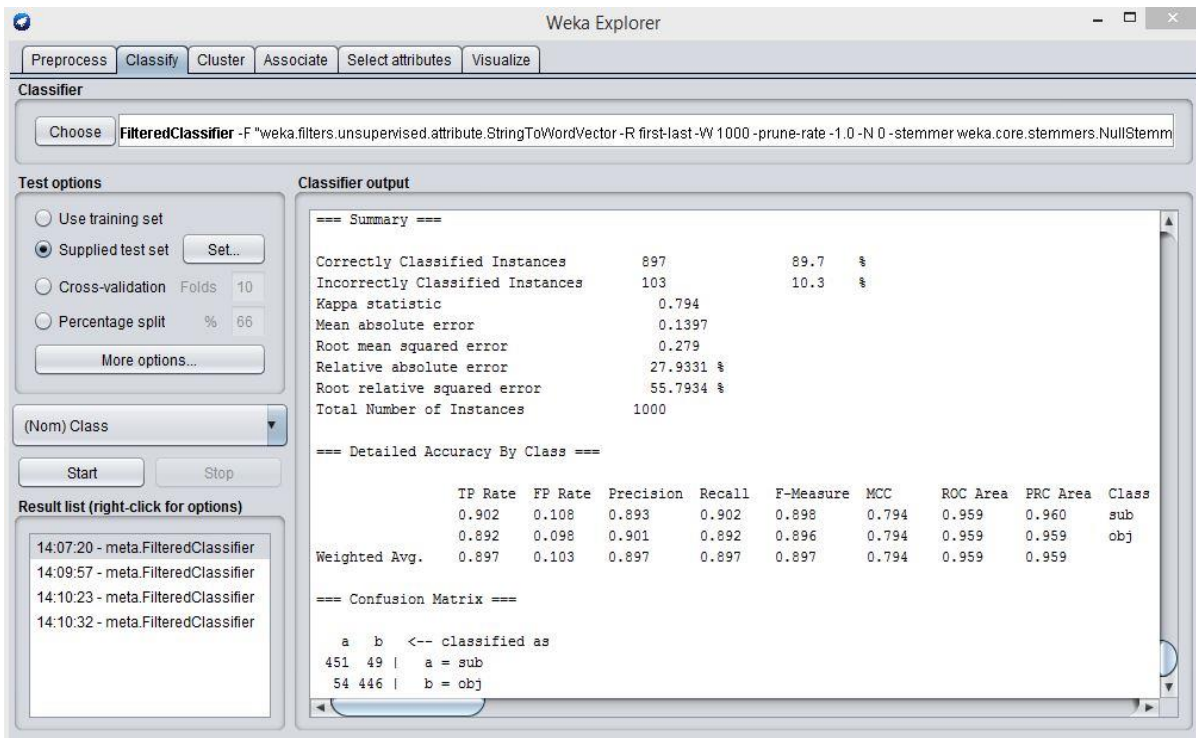 Weka Explorer
Preprocess Classify Cluster Associate Select attributes Visualize
Classifier
Choose FilteredClassifier -F "weka.filters.unsupervised.attribute.StringToWordVector -R first-last -W 1000 -prune-rate -1.0 -N 0 -stemmer weka.core.stemmers.NullStemm
Test options
Use training set
Supplied test set Set...
Cross-validation Folds 10
Percentage split % 66
More options...
(Nom) Class
Start Stop
Result list (right-click for options)
14:07:20 - meta.FilteredClassifier
14:09:57 - meta.FilteredClassifier
14:10:23 - meta.FilteredClassifier
14:10:32 - meta.FilteredClassifier
Classifier output
=== Summary ===
Correctly Classified Instances 897 89.7 %
Incorrectly Classified Instances 103 10.3 %
Kappa statistic 0.794
Mean absolute error 0.1397
Root mean squared error 0.279
Relative absolute error 27.9331 %
Root relative squared error 55.7934 %
Total Number of Instances 1000
=== Detailed Accuracy By Class ===
TP Rate FP Rate Precision Recall F-Measure MCC ROC Area PRC Area Class
0.902 0.108 0.893 0.902 0.898 0.794 0.959 0.960 sub
0.892 0.098 0.901 0.892 0.896 0.794 0.959 0.959 obj
Weighted Avg. 0.897 0.103 0.897 0.897 0.897 0.794 0.959 0.959
=== Confusion Matrix ===
a b <-- classified as
451 49 | a = sub
54 446 | b = obj